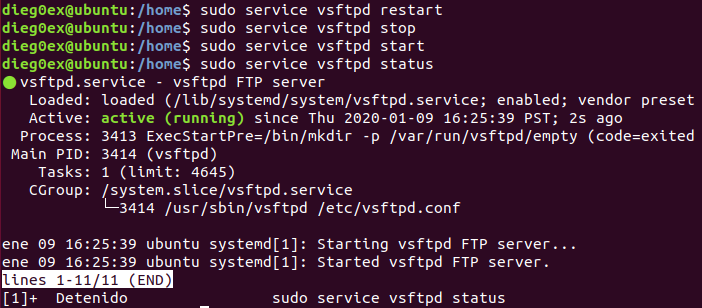 dieg0ex@ubuntu:/home$ sudo service vsftpd restart
dieg0ex@ubuntu:/home$ sudo service vsftpd stop
dieg0ex@ubuntu:/home$ sudo service vsftpd start
dieg0ex@ubuntu:/home$ sudo service vsftpd status
● vsftpd.service - vsftpd FTP server
   Loaded: loaded (/lib/systemd/system/vsftpd.service; enabled; vendor preset
   Active: active (running) since Thu 2020-01-09 16:25:39 PST; 2s ago
  Process: 3413 ExecStartPre=/bin/mkdir -p /var/run/vsftpd/empty (code=exited
 Main PID: 3414 (vsftpd)
    Tasks: 1 (limit: 4645)
   CGroup: /system.slice/vsftpd.service
           └─3414 /usr/sbin/vsftpd /etc/vsftpd.conf
ene 09 16:25:39 ubuntu systemd[1]: Starting vsftpd FTP server...
ene 09 16:25:39 ubuntu systemd[1]: Started vsftpd FTP server.
lines 1-11/11 (END)
[1]+  Detenido                sudo service vsftpd status